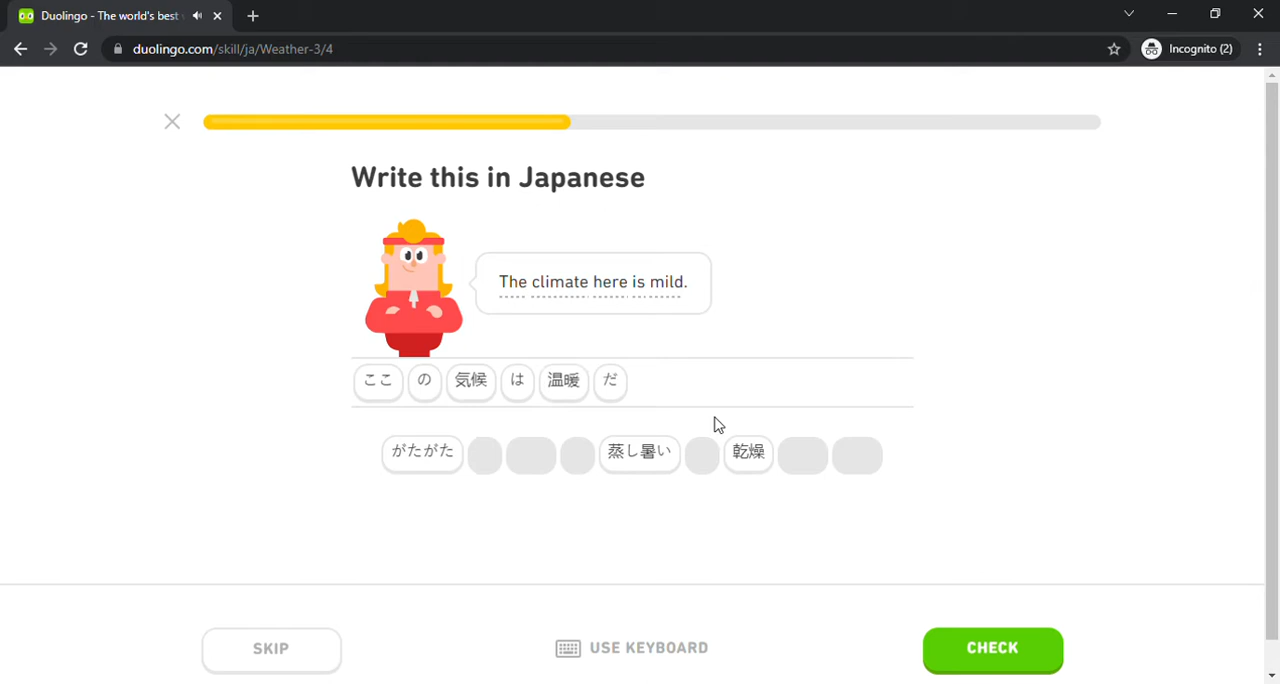 Duolingo - The world's best
duolingo.com/skill/ja/Weather-3/4
Incognito (2)
Write this in Japanese
The climate here is mild.
ここ の 気候 は 温暖 だ
がたがた 蒸し暑い 乾燥
SKIP
USE KEYBOARD
CHECK